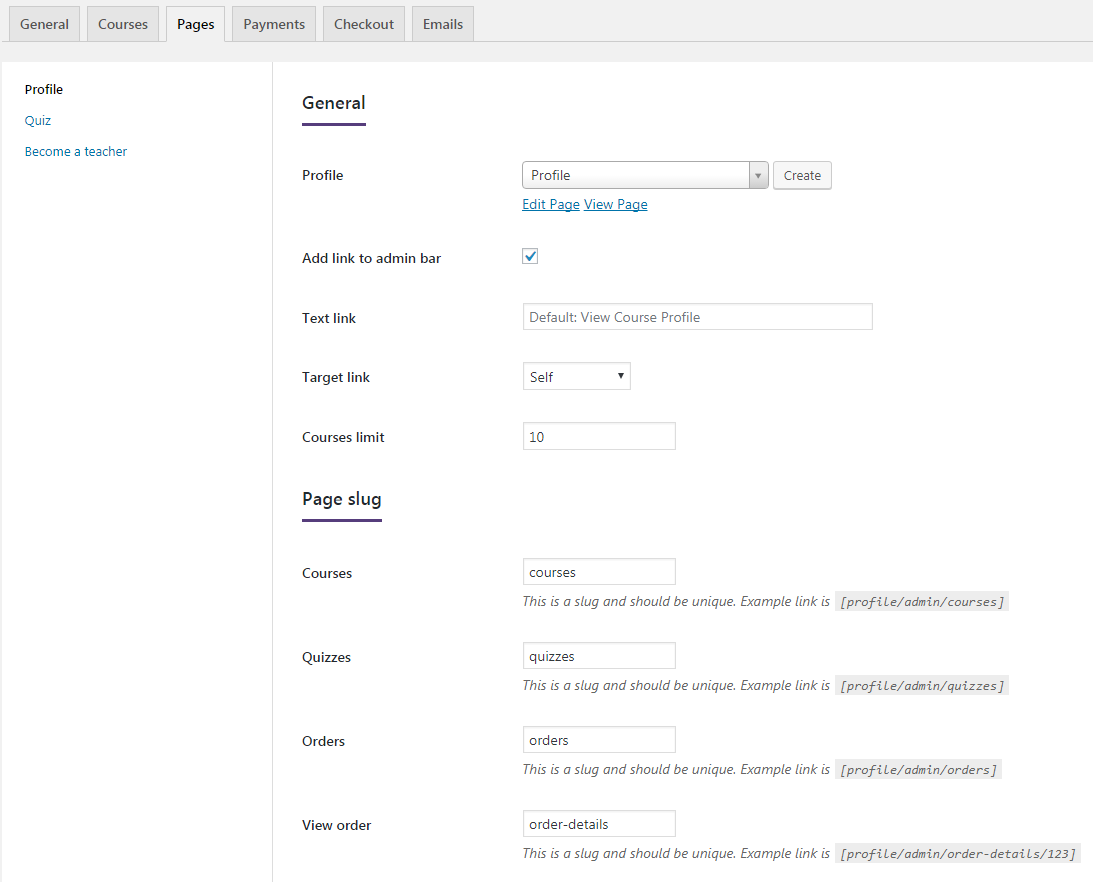 General Courses Pages Payments Checkout Emails
Profile
Quiz
Become a teacher
General
Profile Profile Create
Edit Page View Page
Add link to admin bar
Text link Default: View Course Profile
Target link Self
Courses limit 10
Page slug
Courses courses
This is a slug and should be unique. Example link is [profile/admin/courses]
Quizzes quizzes
This is a slug and should be unique. Example link is [profile/admin/quizzes]
Orders orders
This is a slug and should be unique. Example link is [profile/admin/orders]
View order order-details
This is a slug and should be unique. Example link is [profile/admin/order-details/123]